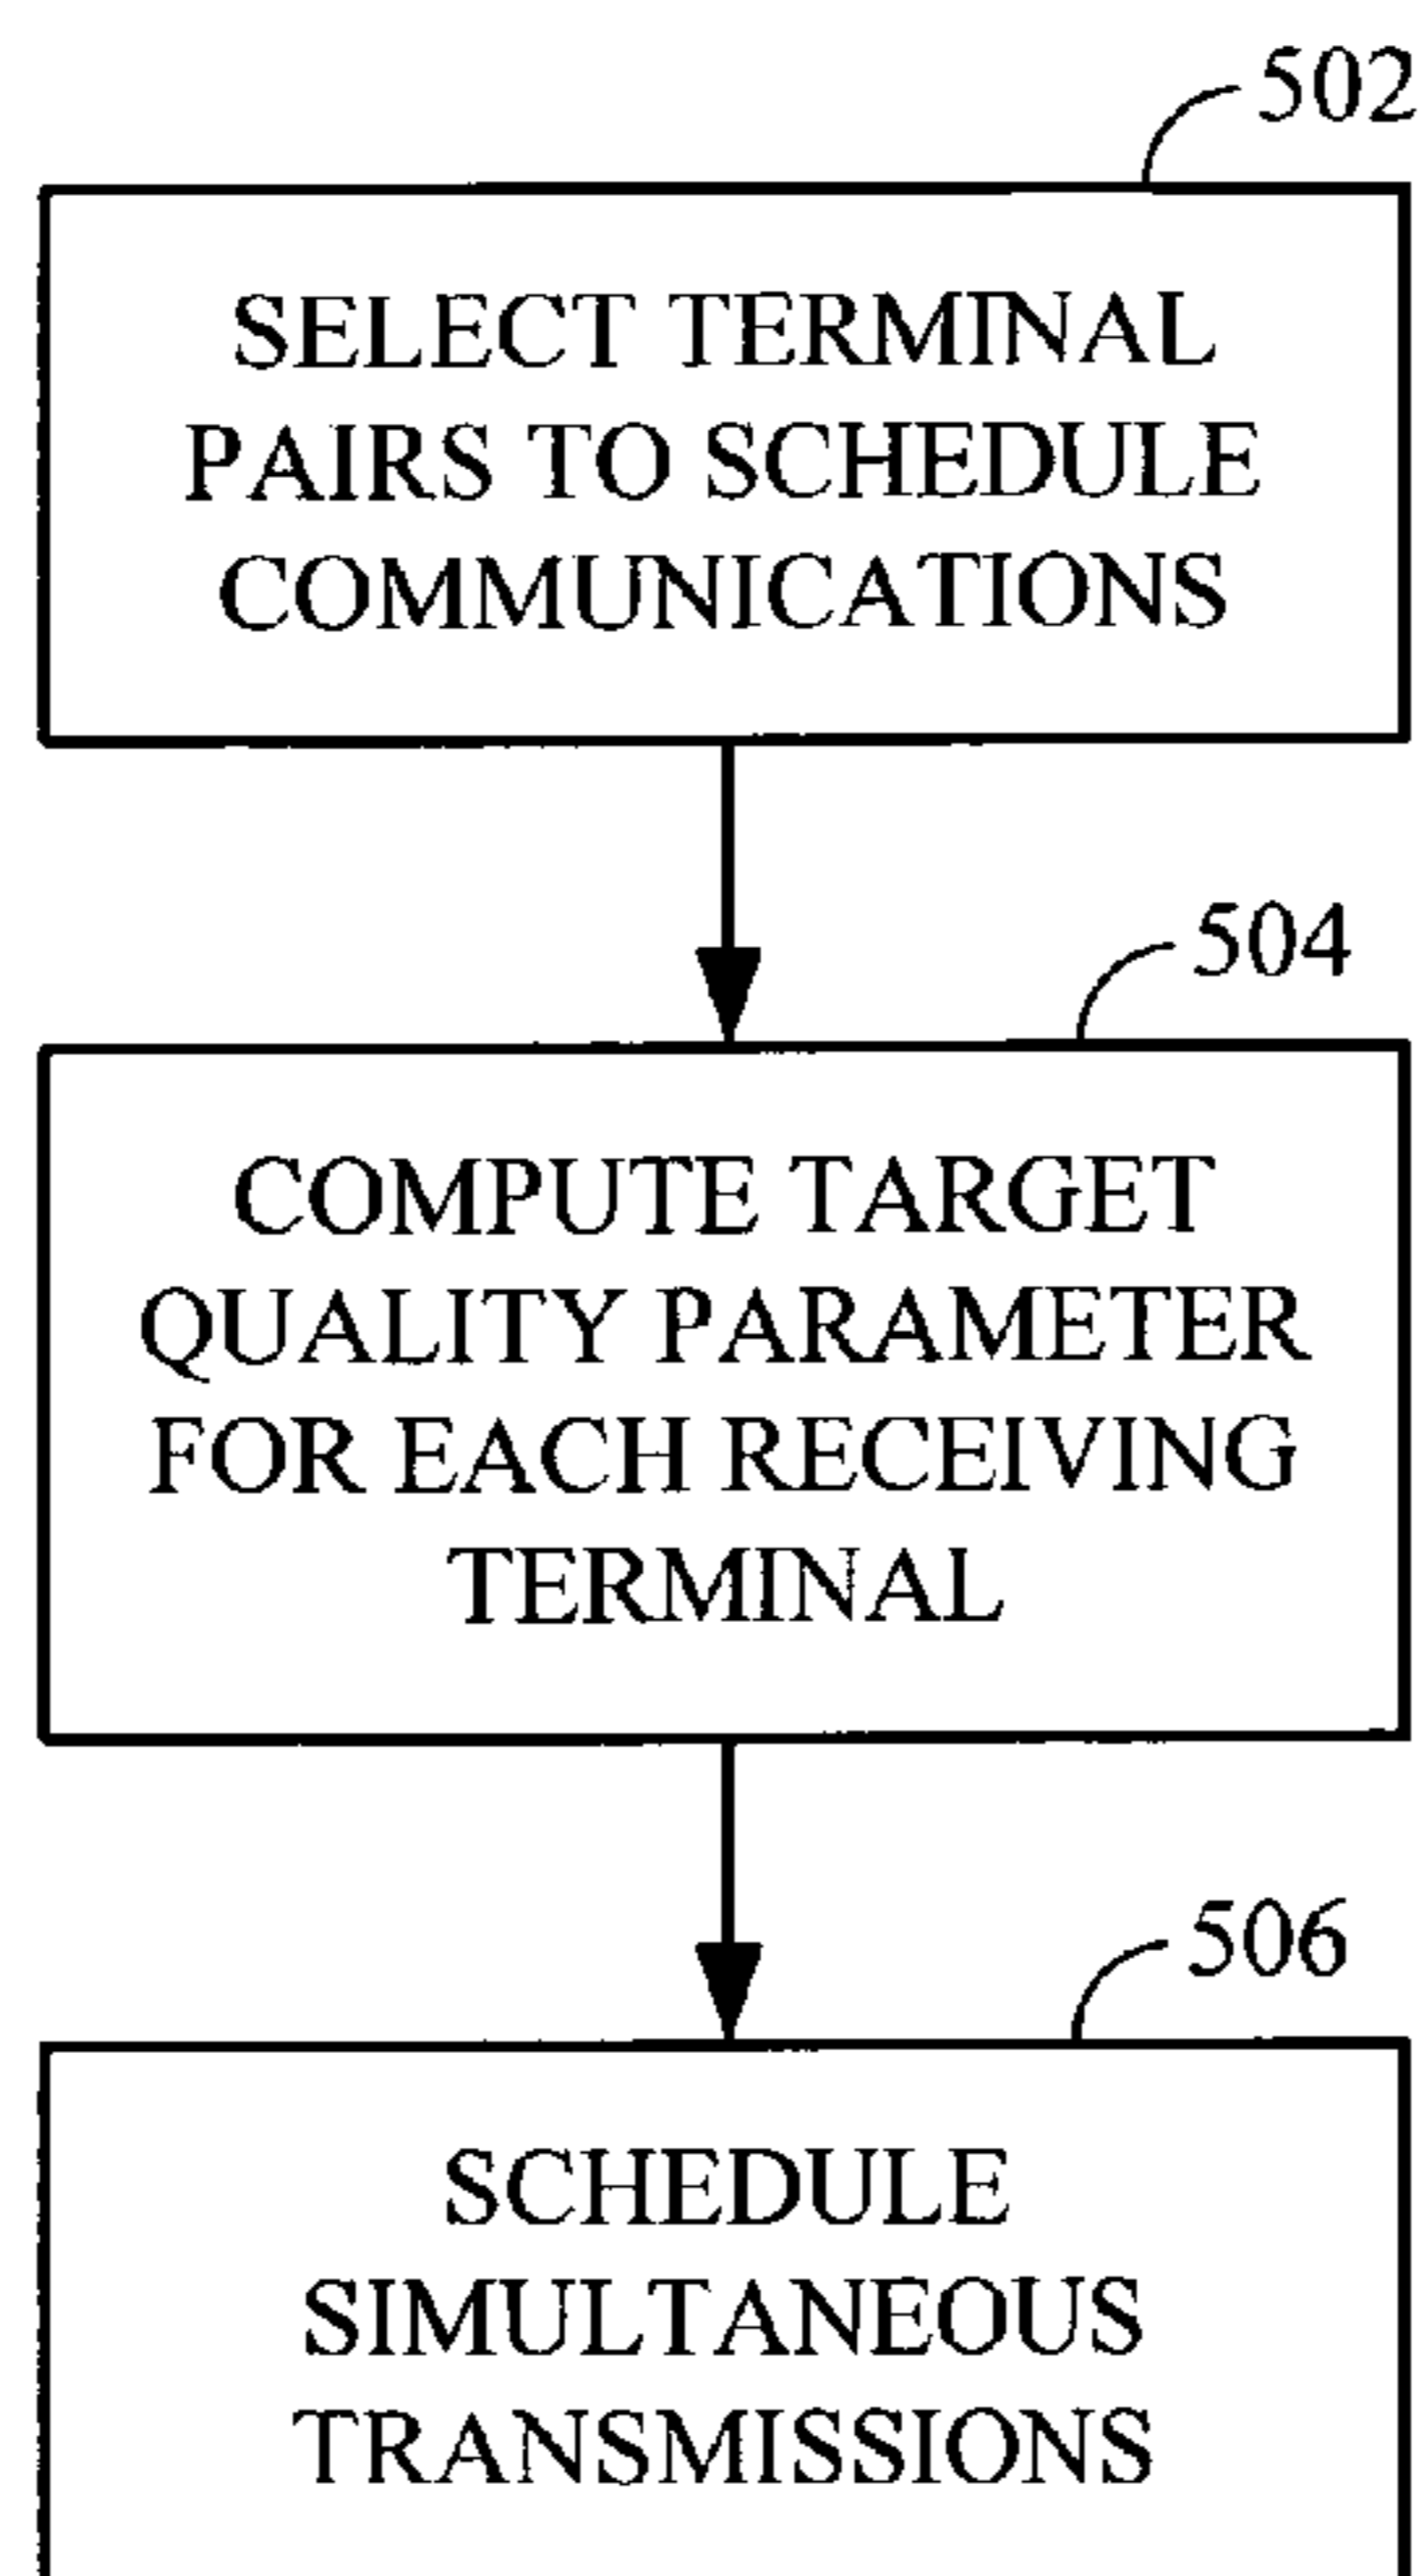 502
SELECT TERMINAL
PAIRS TO SCHEDULE
COMMUNICATIONS
504
COMPUTE TARGET
QUALITY PARAMETER
FOR EACH RECEIVING
TERMINAL
506
SCHEDULE
SIMULTANEOUS
TRANSMISSIONS